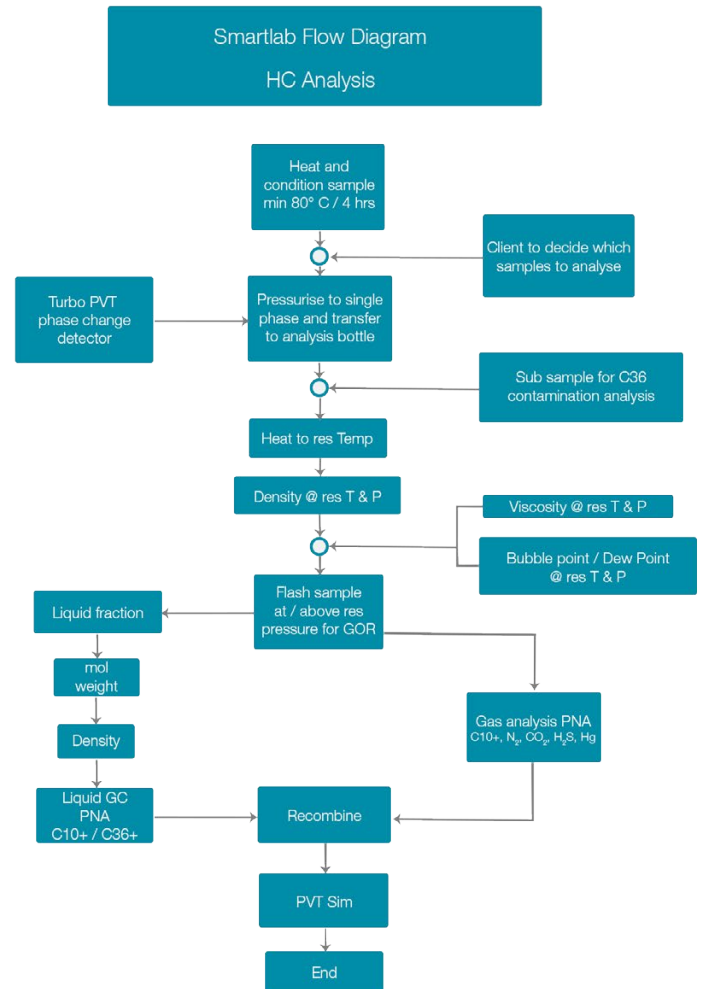 Smartlab Flow Diagram
HC Analysis
Heat and
condition sample
min 80° C / 4 hrs
Client to decide which
samples to analyse
Turbo PVT
phase change
detector
Pressurise to single
phase and transfer
to analysis bottle
Sub sample for C36
contamination analysis
Heat to res Temp
Density @ res T & P
Viscosity @ res T & P
Bubble point / Dew Point
@ res T & P
Flash sample
at / above res
pressure for GOR
Liquid fraction
mol
weight
Density
Liquid GC
PNA
C10+ / C36+
Gas analysis PNA
C10+, N₂, CO₂, H₂S, Hg
Recombine
PVT Sim
End